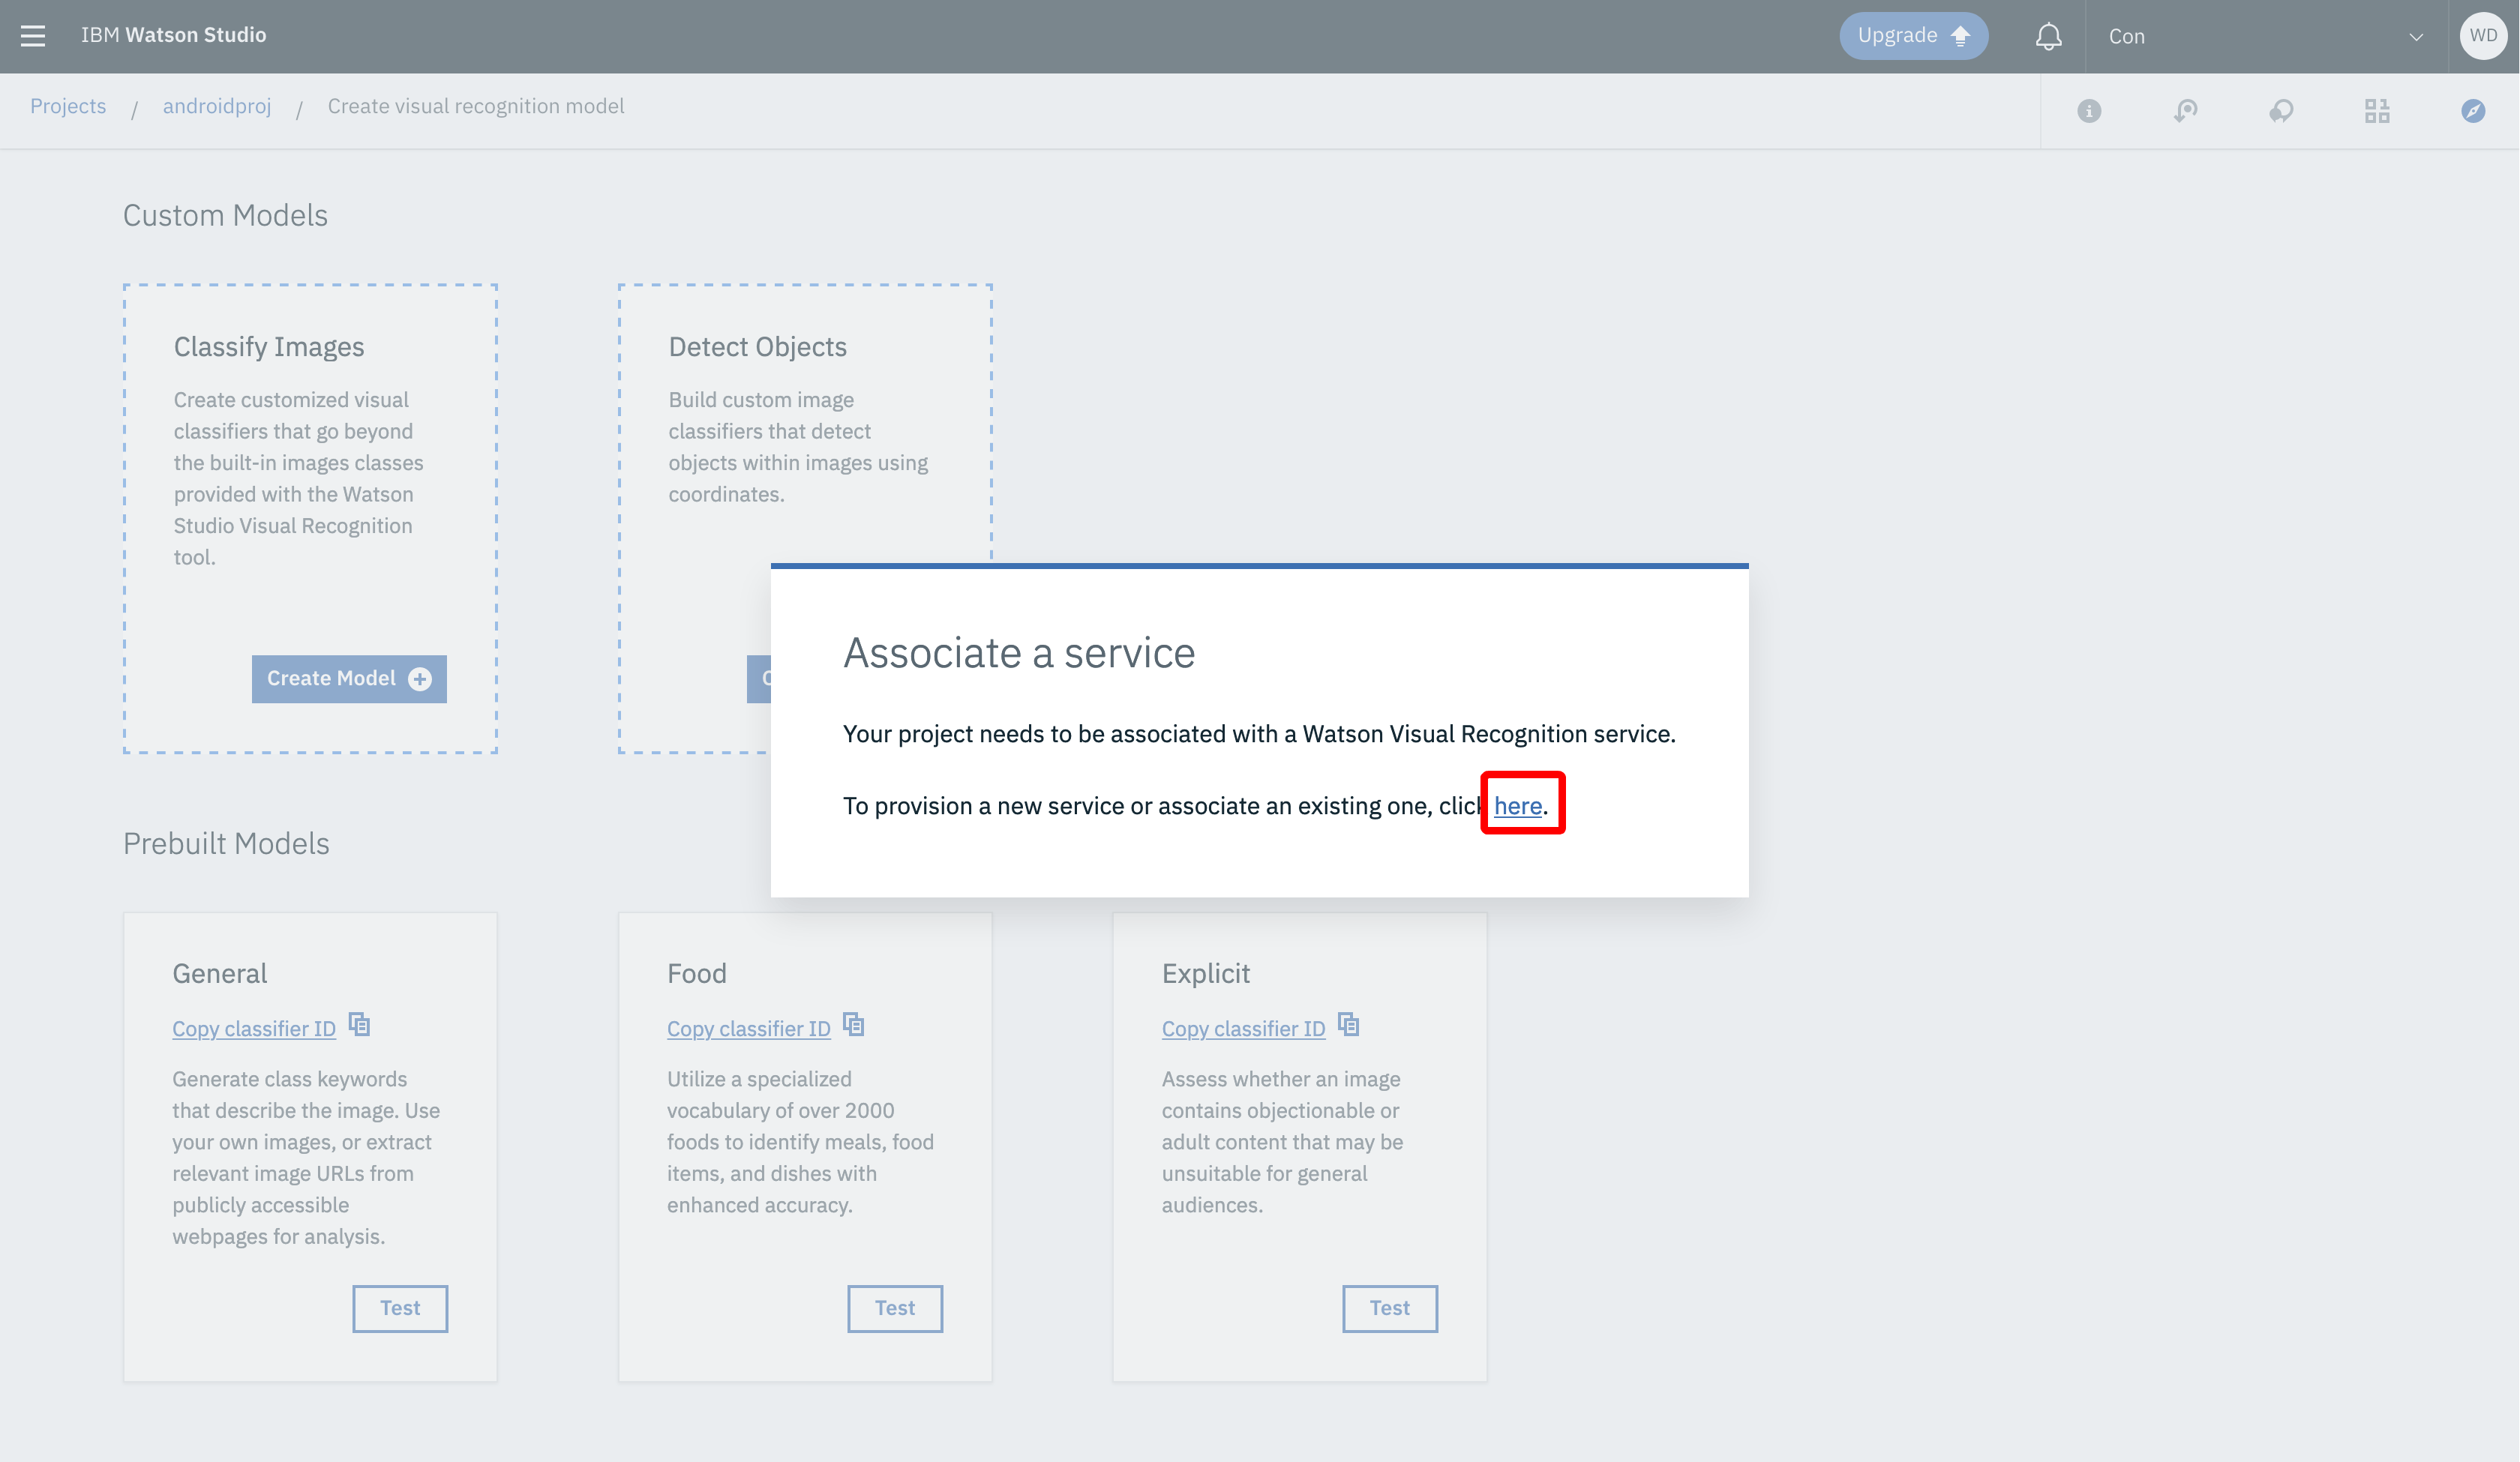 IBM Watson Studio
Upgrade
Con
WD
Projects / androidproj / Create visual recognition model
Custom Models
Classify Images
Create customized visual
classifiers that go beyond
the built-in images classes
provided with the Watson
Studio Visual Recognition
tool.
Create Model
Detect Objects
Build custom image
classifiers that detect
objects within images using
coordinates.
Associate a service
Your project needs to be associated with a Watson Visual Recognition service.
To provision a new service or associate an existing one, click here.
Prebuilt Models
General
Copy classifier ID
Generate class keywords
that describe the image. Use
your own images, or extract
relevant image URLs from
publicly accessible
webpages for analysis.
Test
Food
Copy classifier ID
Utilize a specialized
vocabulary of over 2000
foods to identify meals, food
items, and dishes with
enhanced accuracy.
Test
Explicit
Copy classifier ID
Assess whether an image
contains objectionable or
adult content that may be
unsuitable for general
audiences.
Test